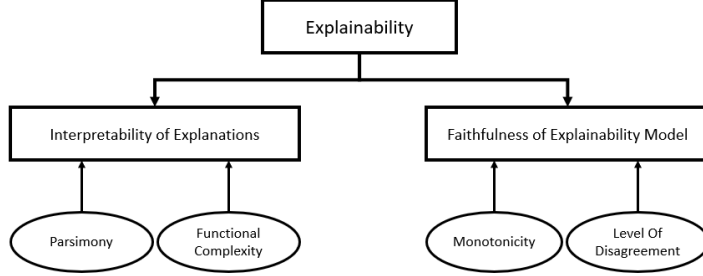 Explainability
Interpretability of Explanations
Faithfulness of Explainability Model
Parsimony
Functional
Complexity
Monotonicity
Level Of
Disagreement